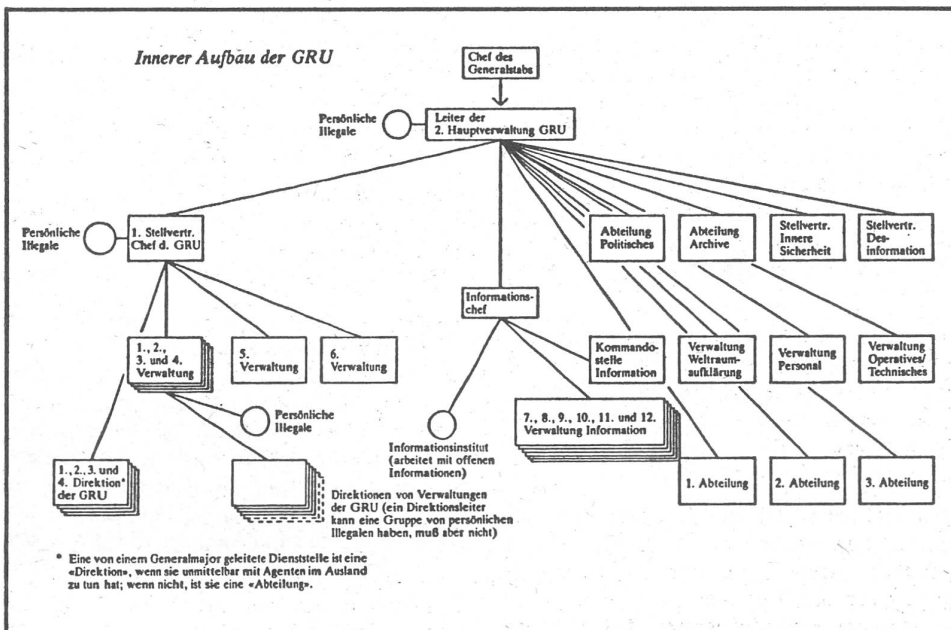 Innerer Aufbau der GRU
Chef des
Generalstabs
Persönliche
Illegale
Leiter der
2. Hauptverwaltung GRU
Persönliche
Illegale
1. Stellvertr.
Chef d. GRU
Abteilung
Politisches
Abteilung
Archive
Stellvertr.
Innere
Sicherheit
Stellvertr.
Des-
information
Informations-
chef
1., 2.,
3. und 4.
Verwaltung
5.
Verwaltung
6.
Verwaltung
Kommando-
stelle
Information
Verwaltung
Weltraum-
aufklärung
Verwaltung
Personal
Verwaltung
Operatives/
Technisches
Persönliche
Illegale
7., 8., 9., 10., 11. und 12.
Verwaltung Information
Informationsinstitut
(arbeitet mit offenen
Informationen)
1., 2., 3. und
4. Direktion*
der GRU
Direktionen von Verwaltungen
der GRU (ein Direktionsleiter
kann eine Gruppe von persönlichen
Illegalen haben, muß aber nicht)
1. Abteilung
2. Abteilung
3. Abteilung
* Eine von einem Generalmajor geleitete Dienststelle ist eine
«Direktion», wenn sie unmittelbar mit Agenten im Ausland
zu tun hat; wenn nicht, ist sie eine «Abteilung».